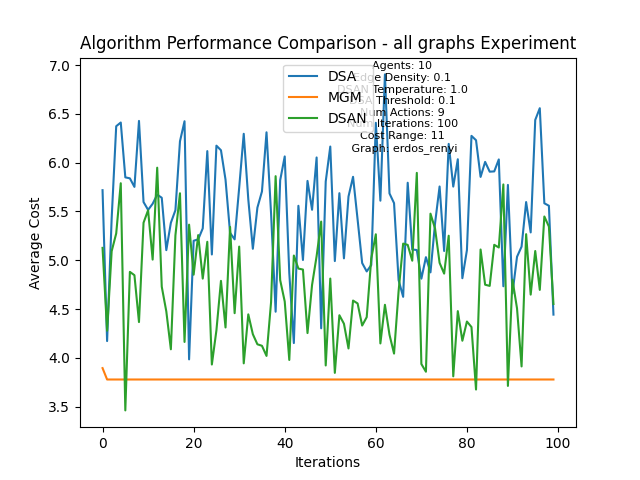 Algorithm Performance Comparison - all graphs Experiment
7.0
6.5
6.0
5.5
5.0
4.5
4.0
3.5
Average Cost
0
20
40
60
80
100
Iterations
DSA
MGM
DSAN
Agents: 10
Edge Density: 0.1
DSAN Temperature: 1.0
Threshold: 0.1
Num Actions: 9
Num Iterations: 100
Cost Range: 11
Graph: erdos_renyi